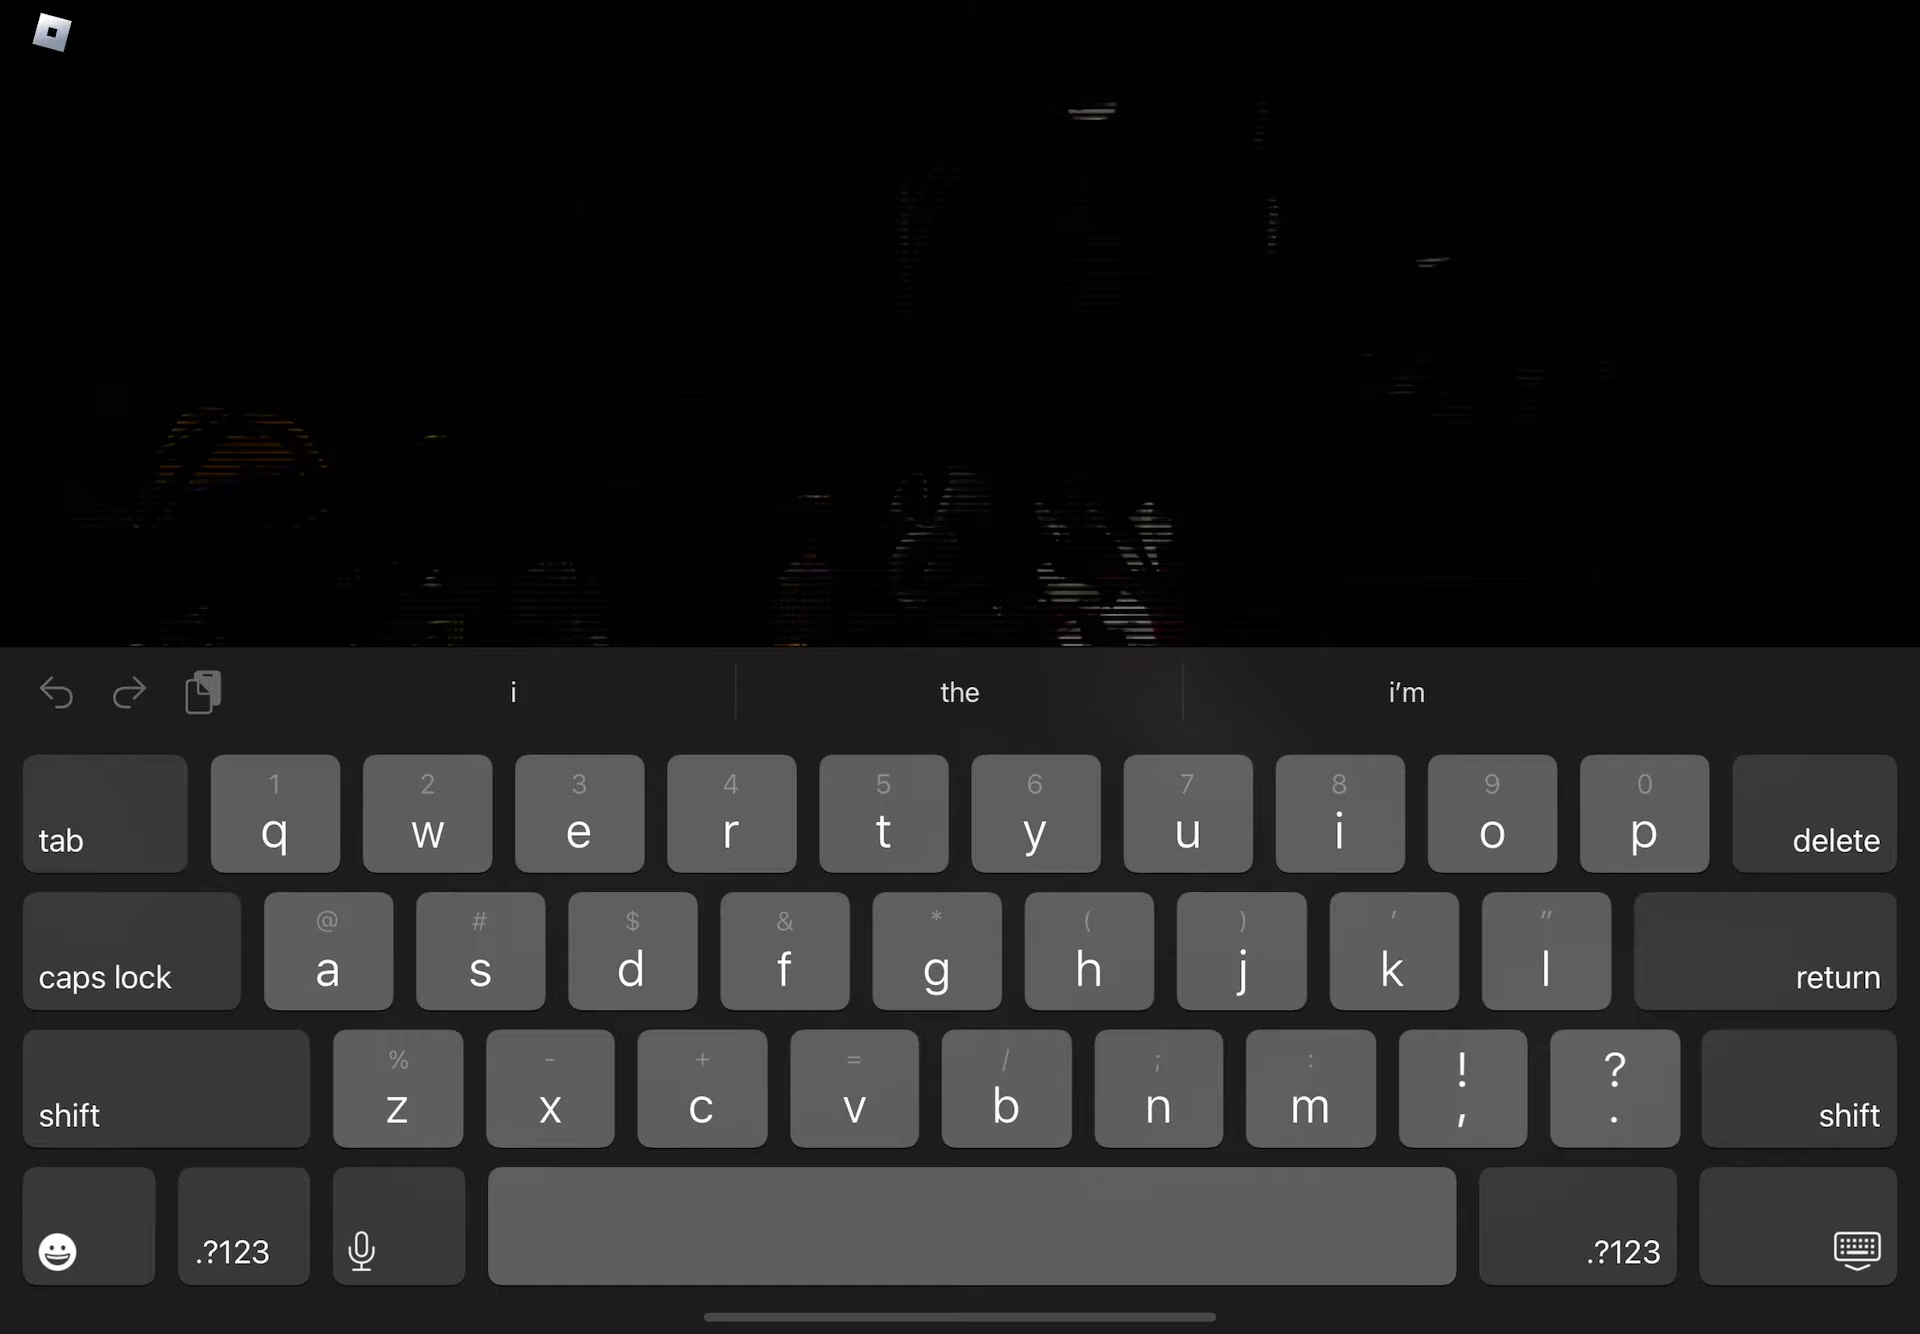 i the i'm
tab 1 q 2 w 3 e 4 r 5 t 6 y 7 u 8 i 9 o 0 p delete
caps lock @ a # s $ d & f * g ( h ) j ' k " l return
shift % z - x + c = v / b ; n : m ! , ? . shift
.?123 .?123